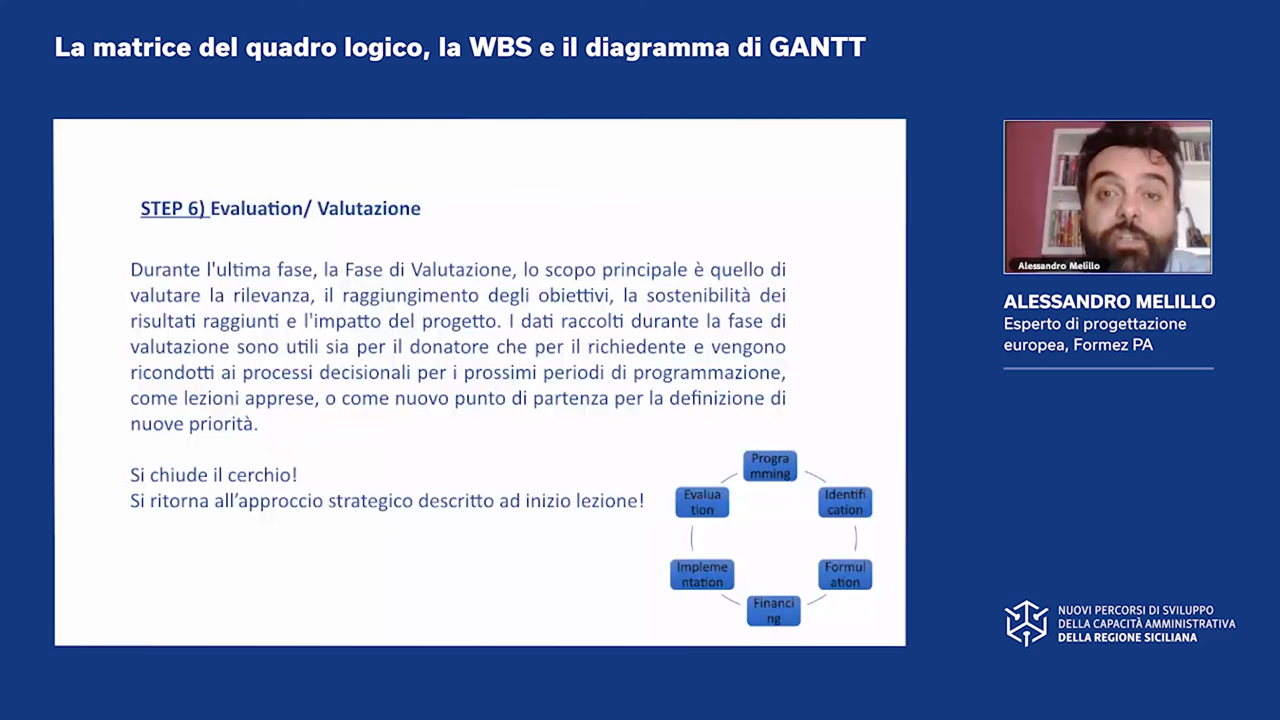 La matrice del quadro logico, la WBS e il diagramma di GANTT
STEP 6) Evaluation/ Valutazione
Durante l'ultima fase, la Fase di Valutazione, lo scopo principale è quello di
valutare la rilevanza, il raggiungimento degli obiettivi, la sostenibilità dei
risultati raggiunti e l'impatto del progetto. I dati raccolti durante la fase di
valutazione sono utili sia per il donatore che per il richiedente e vengono
ricondotti ai processi decisionali per i prossimi periodi di programmazione,
come lezioni apprese, o come nuovo punto di partenza per la definizione di
nuove priorità.
Si chiude il cerchio!
Si ritorna all’approccio strategico descritto ad inizio lezione!
Progra
mming
Identifi
cation
Formul
ation
Financi
ng
Impleme
ntation
Evalua
tion
Alessandro Melillo
ALESSANDRO MELILLO
Esperto di progettazione
europea, Formez PA
NUOVI PERCORSI DI SVILUPPO
DELLA CAPACITÀ AMMINISTRATIVA
DELLA REGIONE SICILIANA